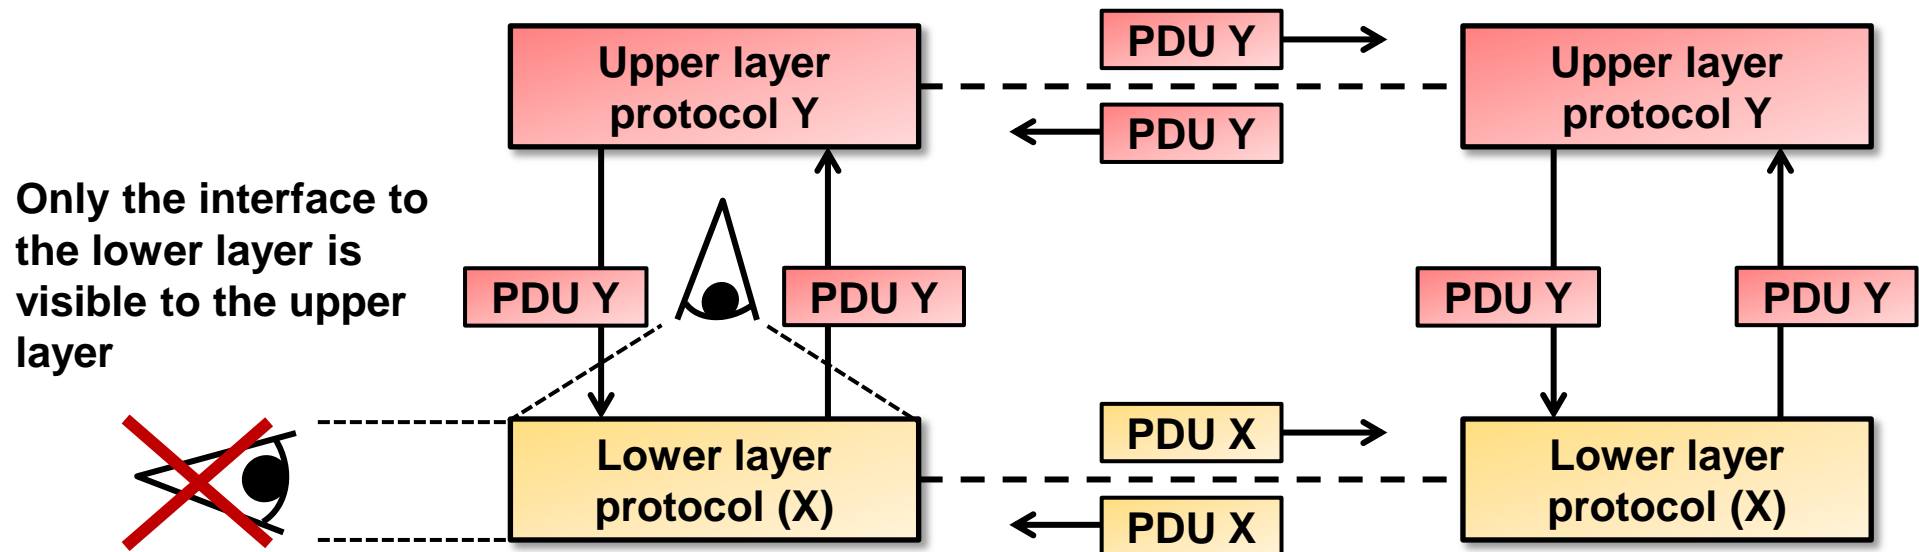 PDU Y
Upper layer
protocol Y
Upper layer
protocol Y
PDU Y
Only the interface to
the lower layer is
visible to the upper
layer
PDU Y
PDU Y
PDU Y
PDU Y
PDU X
Lower layer
protocol (X)
Lower layer
protocol (X)
PDU X